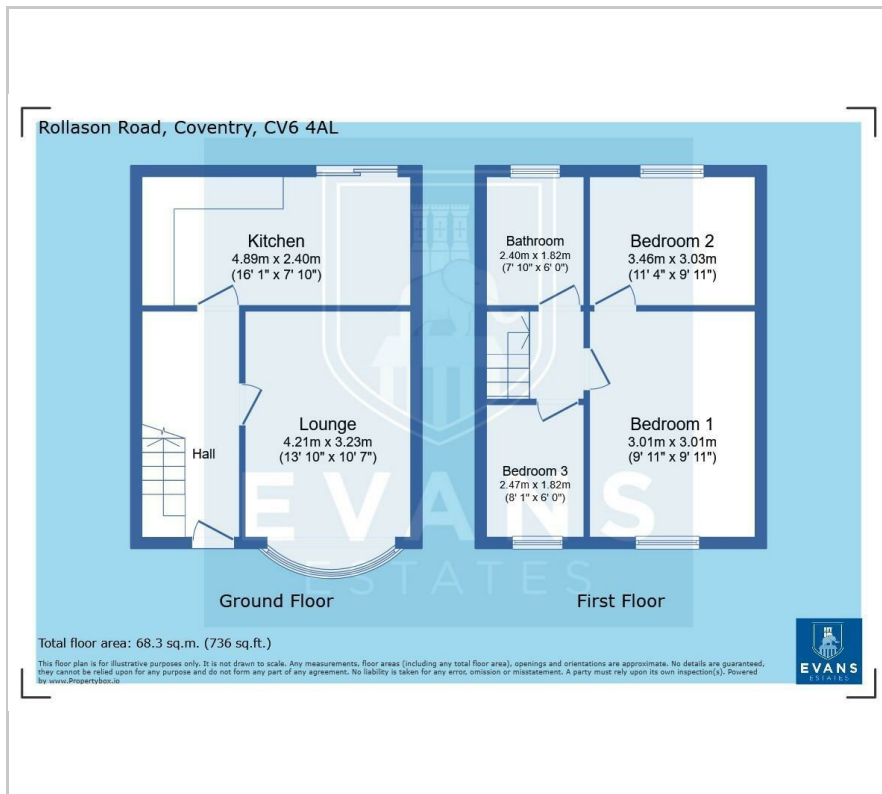 Rollason Road, Coventry, CV6 4AL
Kitchen
4.89m x 2.40m
(16' 1" x 7' 10")
Lounge
4.21m x 3.23m
(13' 10" x 10' 7")
Hall
Ground Floor
Bathroom
2.40m x 1.82m
(7' 10" x 6' 0")
Bedroom 2
3.46m x 3.03m
(11' 4" x 9' 11")
Bedroom 1
3.01m x 3.01m
(9' 11" x 9' 11")
Bedroom 3
2.47m x 1.82m
(8' 1" x 6' 0")
First Floor
EVANS
ESTATES
Total floor area: 68.3 sq.m. (736 sq.ft.)
This floor plan is for illustrative purposes only. It is not drawn to scale. Any measurements, floor areas (including any total floor area), openings and orientations are approximate. No details are guaranteed,
they cannot be relied upon for any purpose and do not form any part of any agreement. No liability is taken for any error, omission or misstatement. A party must rely upon its own inspection(s). Powered
by www.Propertybox.io
EVANS
ESTATES